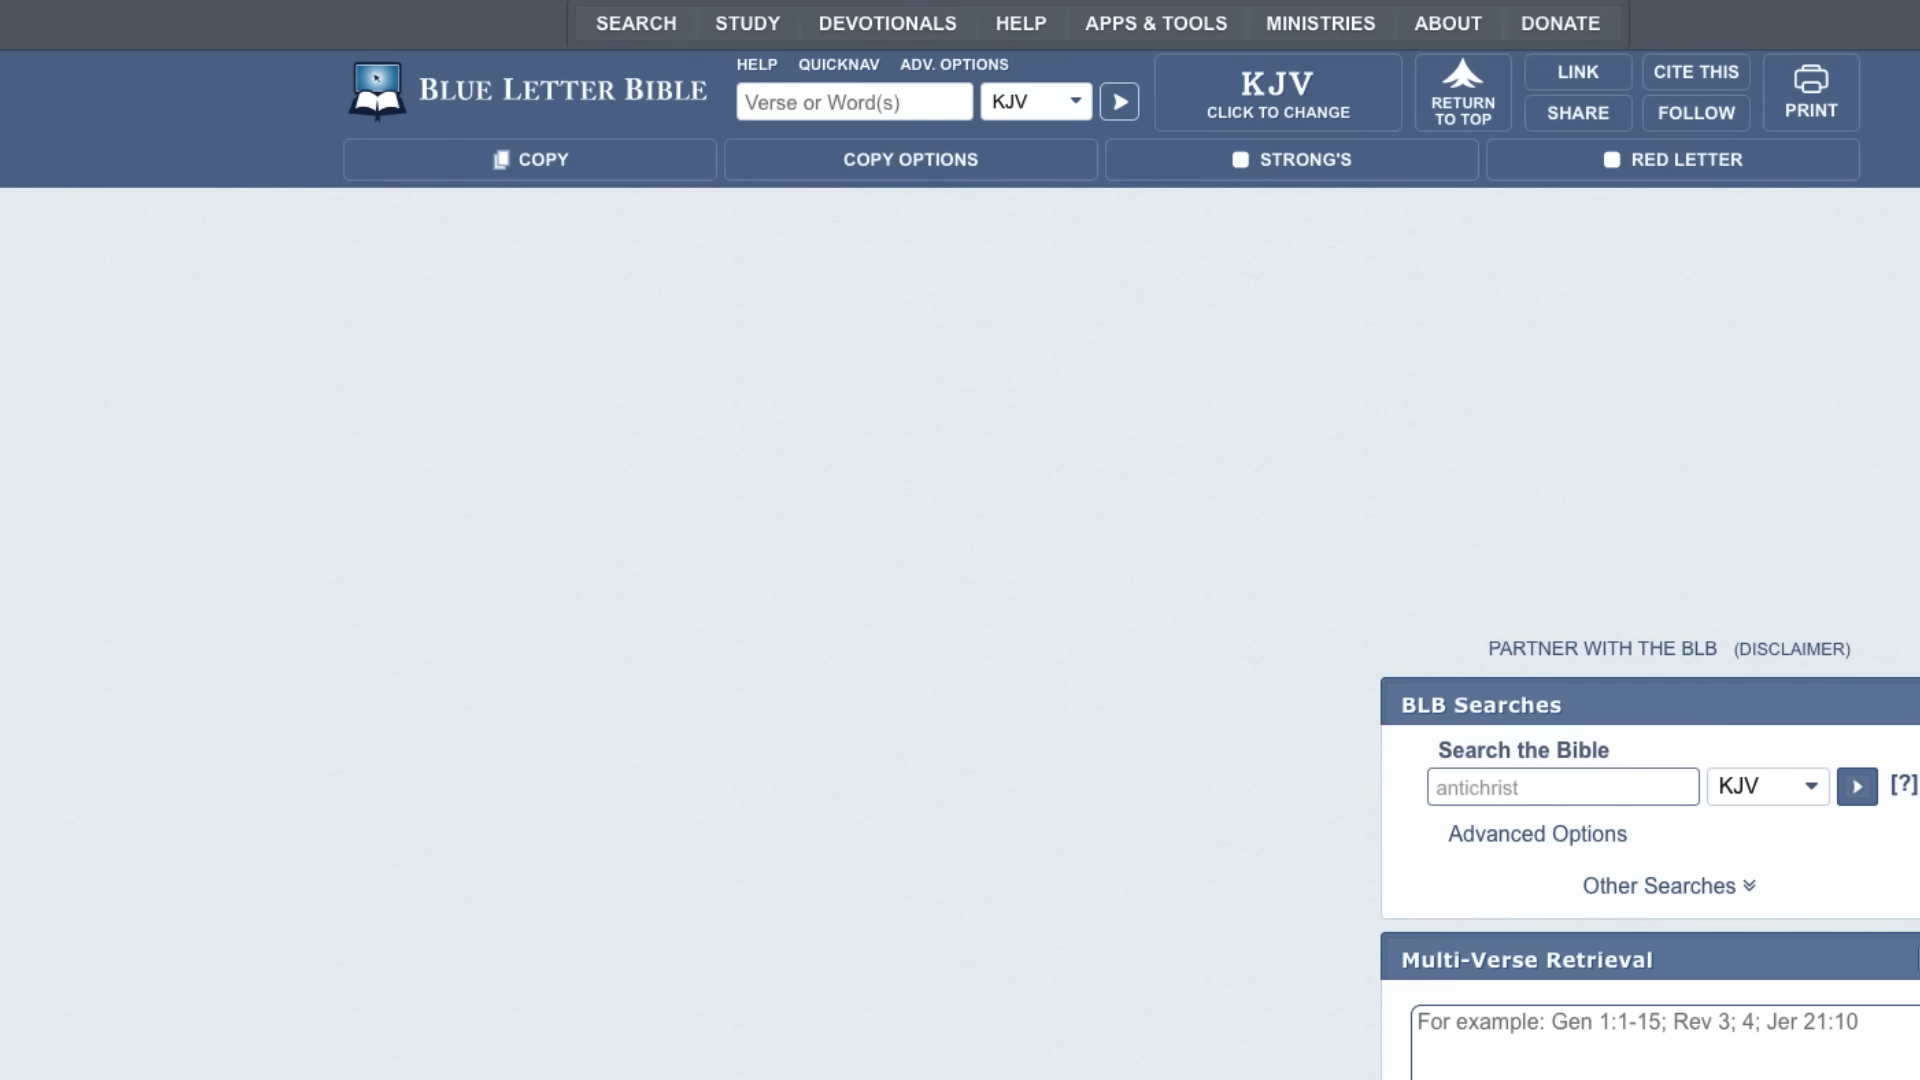 SEARCH STUDY DEVOTIONALS HELP APPS & TOOLS MINISTRIES ABOUT DONATE
BLUE LETTER BIBLE
HELP QUICKNAV ADV. OPTIONS
Verse or Word(s) KJV
KJV
CLICK TO CHANGE
RETURN
TO TOP
LINK CITE THIS
SHARE FOLLOW
PRINT
COPY COPY OPTIONS STRONG'S RED LETTER
PARTNER WITH THE BLB (DISCLAIMER)
BLB Searches
Search the Bible
antichrist KJV [?]
Advanced Options
Other Searches
Multi-Verse Retrieval
For example: Gen 1:1-15; Rev 3; 4; Jer 21:10